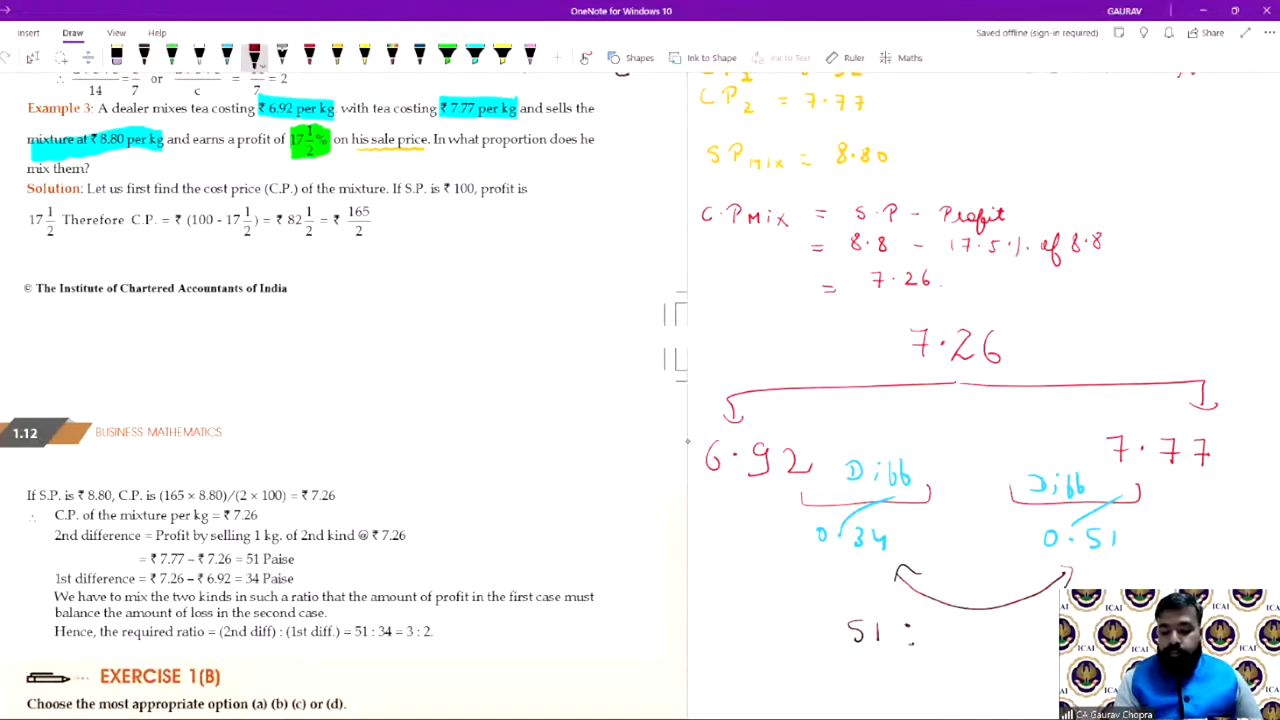 OneNote for Windows 10
GAURAV
Insert
Draw
View
Help
Saved offline (sign-in required)
Share
Shapes
Ink to Shape
Ink to Text
Ruler
Maths
14
7
or
c
=
7
= 2
Example 3: A dealer mixes tea costing ₹ 6.92 per kg. with tea costing ₹ 7.77 per kg and sells the
mixture at ₹ 8.80 per kg and earns a profit of 17 1/2 % on his sale price. In what proportion does he
mix them?
Solution: Let us first find the cost price (C.P.) of the mixture. If S.P. is ₹ 100, profit is
17 1/2 Therefore C.P. = ₹ (100 - 17 1/2) = ₹ 82 1/2 = ₹ 165/2
© The Institute of Chartered Accountants of India
1.12
BUSINESS MATHEMATICS
If S.P. is ₹ 8.80, C.P. is (165 × 8.80)/(2 × 100) = ₹ 7.26
∴ C.P. of the mixture per kg = ₹ 7.26
2nd difference = Profit by selling 1 kg. of 2nd kind @ ₹ 7.26
= ₹ 7.77 – ₹ 7.26 = 51 Paise
1st difference = ₹ 7.26 – ₹ 6.92 = 34 Paise
We have to mix the two kinds in such a ratio that the amount of profit in the first case must
balance the amount of loss in the second case.
Hence, the required ratio = (2nd diff) : (1st diff.) = 51 : 34 = 3 : 2.
EXERCISE 1(B)
Choose the most appropriate option (a) (b) (c) or (d).
CP2 = 7.77
SP Mix = 8.80
C.P Mix = S.P - Profit
= 8.8 - 17.5% of 8.8
= 7.26
7.26
6.92
7.77
Diff
Diff
0.34
0.51
51 :
ICAI
ICAI
ICAI
ICAI
CA Gaurav Chopra